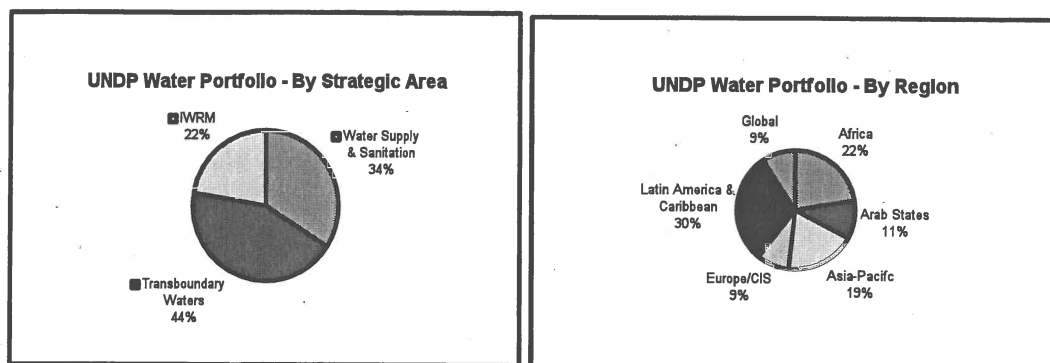 UNDP Water Portfolio - By Strategic Area
IWRM
22%
Water Supply
& Sanitation
34%
Transboundary
Waters
44%
UNDP Water Portfolio - By Region
Global
9%
Africa
22%
Latin America &
Caribbean
30%
Arab States
11%
Europe/CIS
9%
Asia-Pacifc
19%